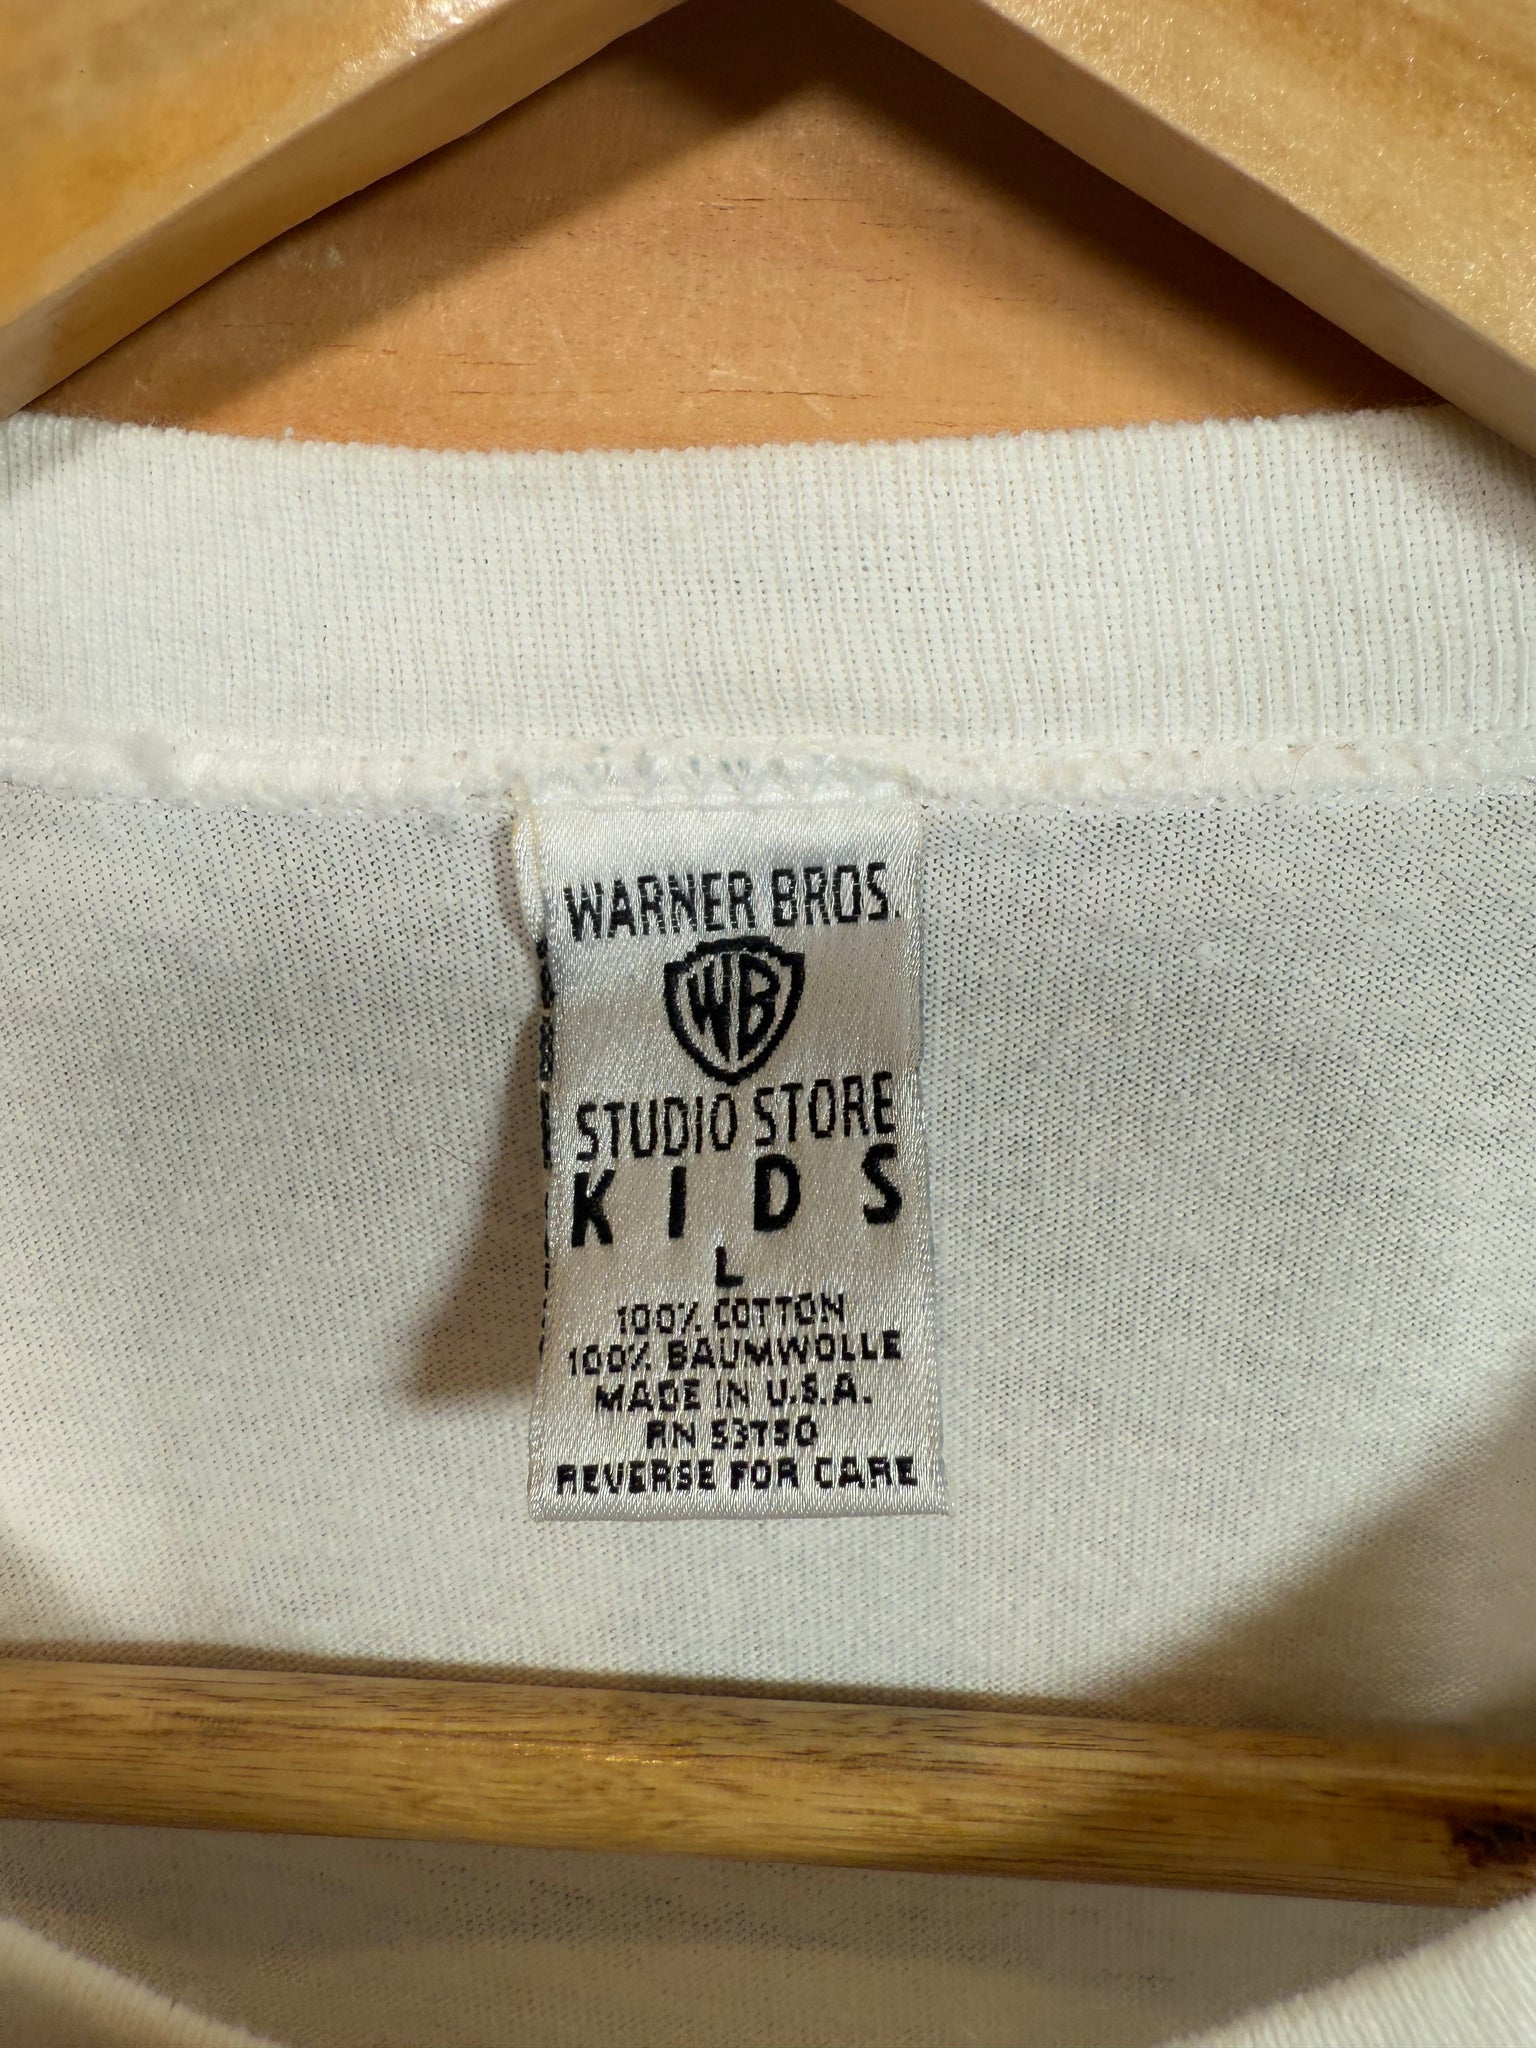 WARNER BROS.
WB
STUDIO STORE
KIDS
L
100% COTTON
100% BAUMWOLLE
MADE IN U.S.A.
RN 53750
REVERSE FOR CARE